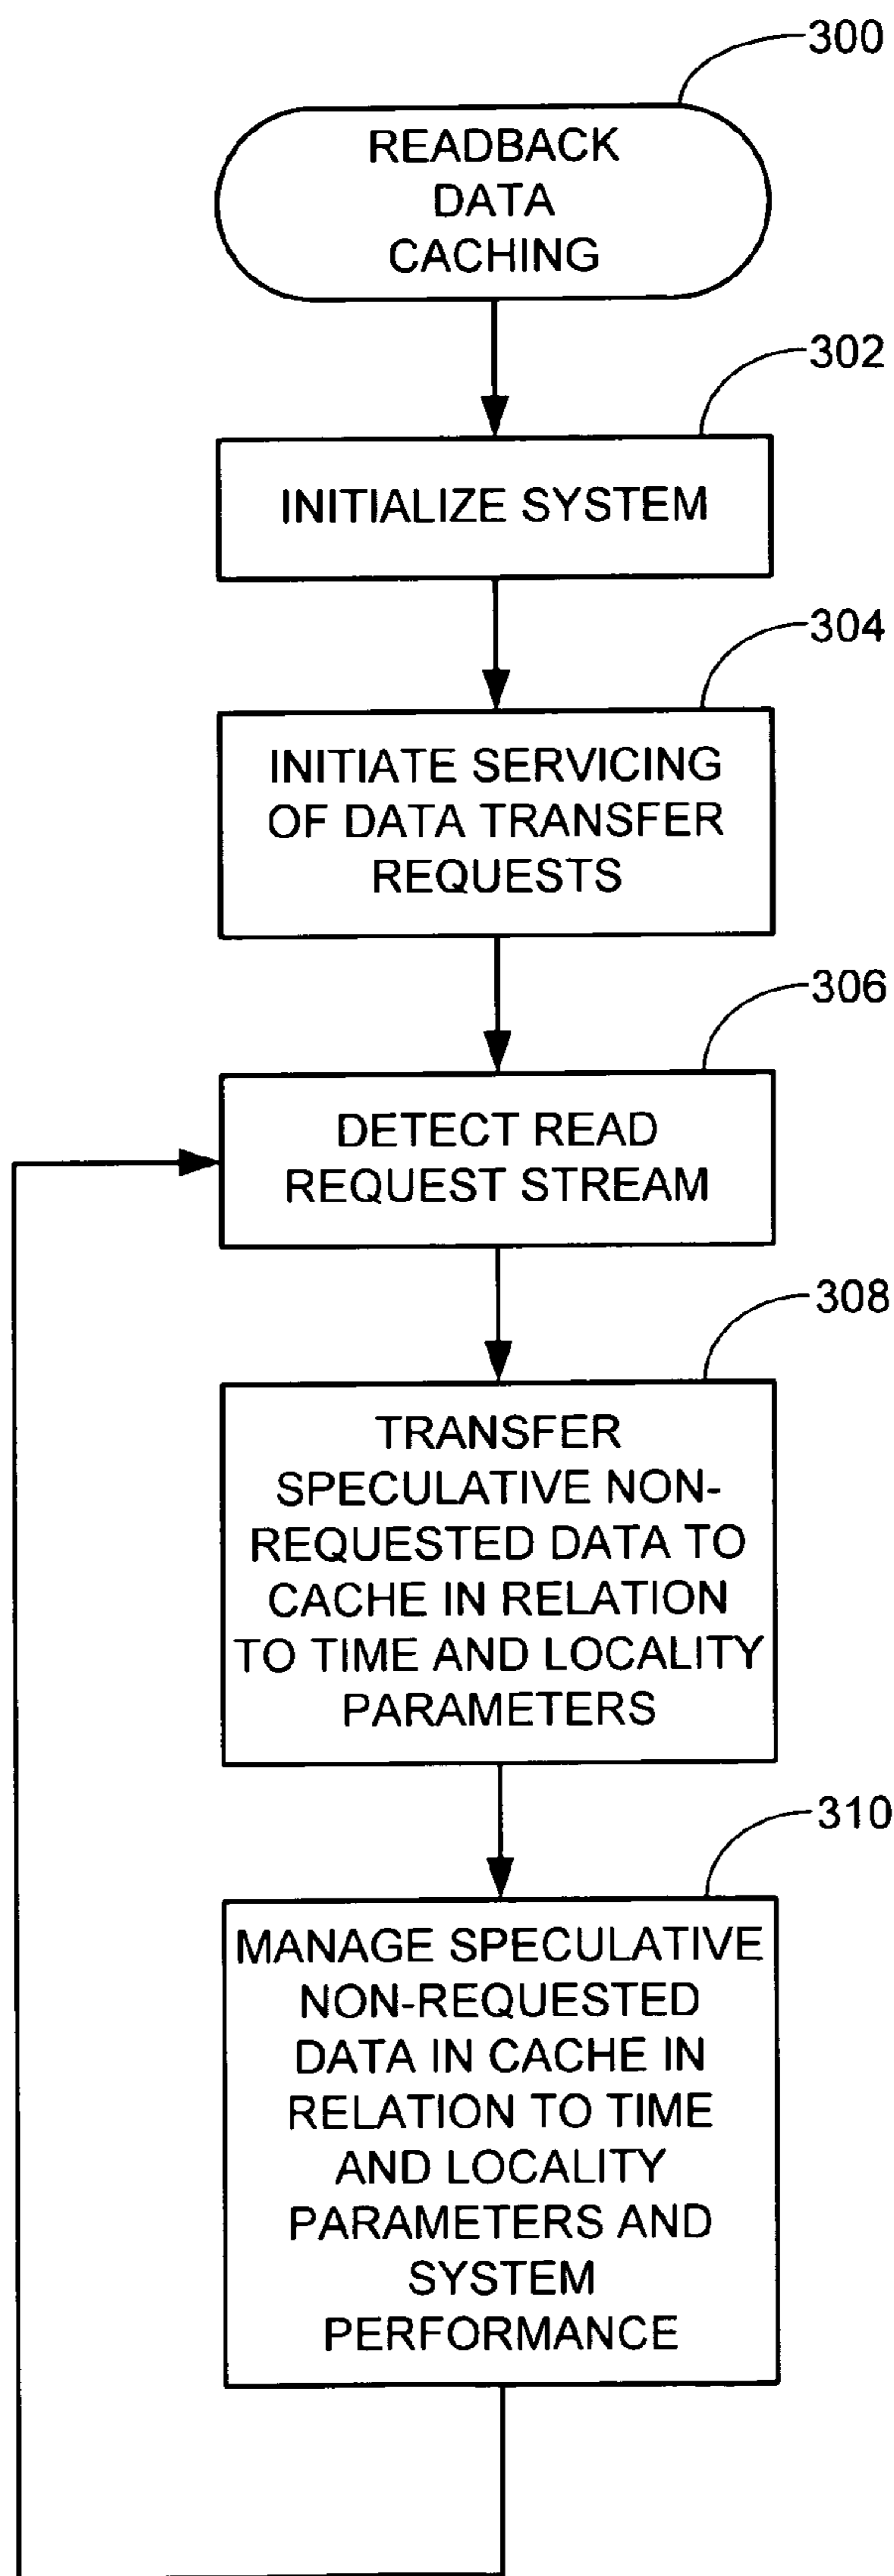 300
READBACK
DATA
CACHING
302
INITIALIZE SYSTEM
304
INITIATE SERVICING
OF DATA TRANSFER
REQUESTS
306
DETECT READ
REQUEST STREAM
308
TRANSFER
SPECULATIVE NON-
REQUESTED DATA TO
CACHE IN RELATION
TO TIME AND LOCALITY
PARAMETERS
310
MANAGE SPECULATIVE
NON-REQUESTED
DATA IN CACHE IN
RELATION TO TIME
AND LOCALITY
PARAMETERS AND
SYSTEM
PERFORMANCE